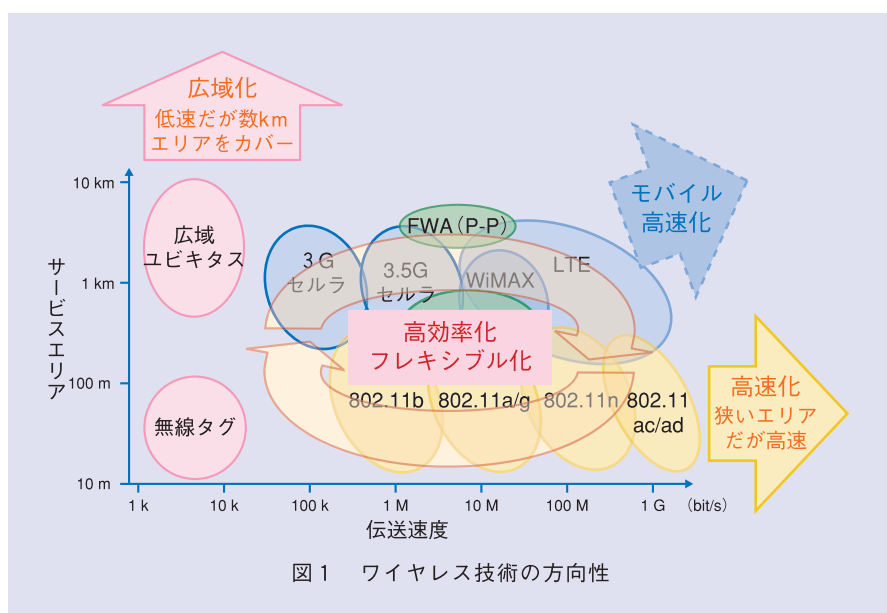 広域化
低速だが数km
エリアをカバー
モバイル
高速化
10 km
1 km
100 m
10 m
サービスエリア
広域
ユビキタス
無線タグ
3 G
セルラ
3.5G
セルラ
FWA（P-P）
WiMAX
LTE
高効率化
フレキシブル化
802.11b
802.11a/g
802.11n
802.11
ac/ad
高速化
狭いエリア
だが高速
1 k
10 k
100 k
1 M
10 M
100 M
1 G
（bit/s）
伝送速度
図 1　ワイヤレス技術の方向性